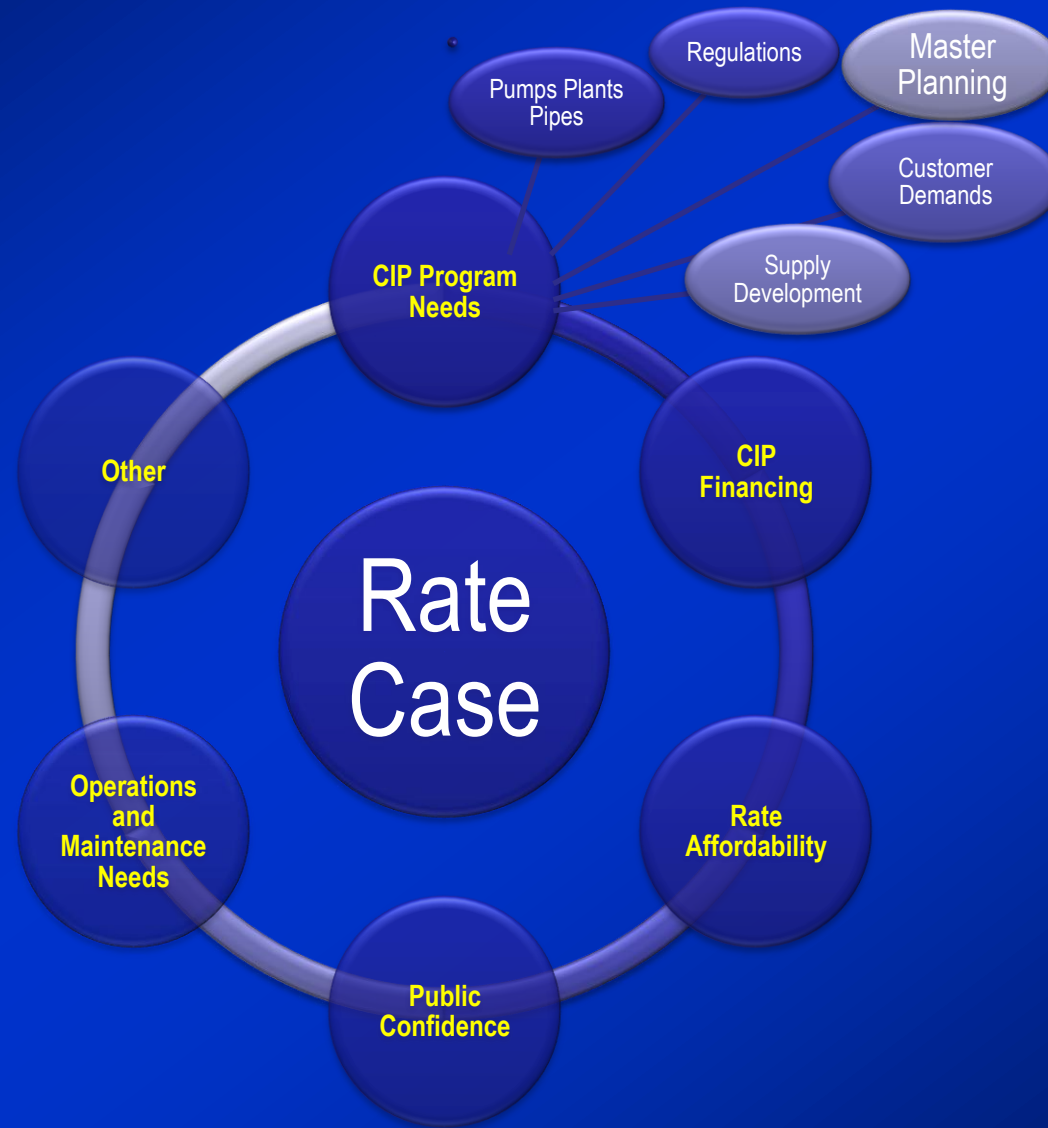 Pumps Plants
Pipes
Regulations
Master
Planning
Customer
Demands
Supply
Development
CIP Program
Needs
CIP
Financing
Rate
Affordability
Public
Confidence
Operations
and
Maintenance
Needs
Other
Rate
Case